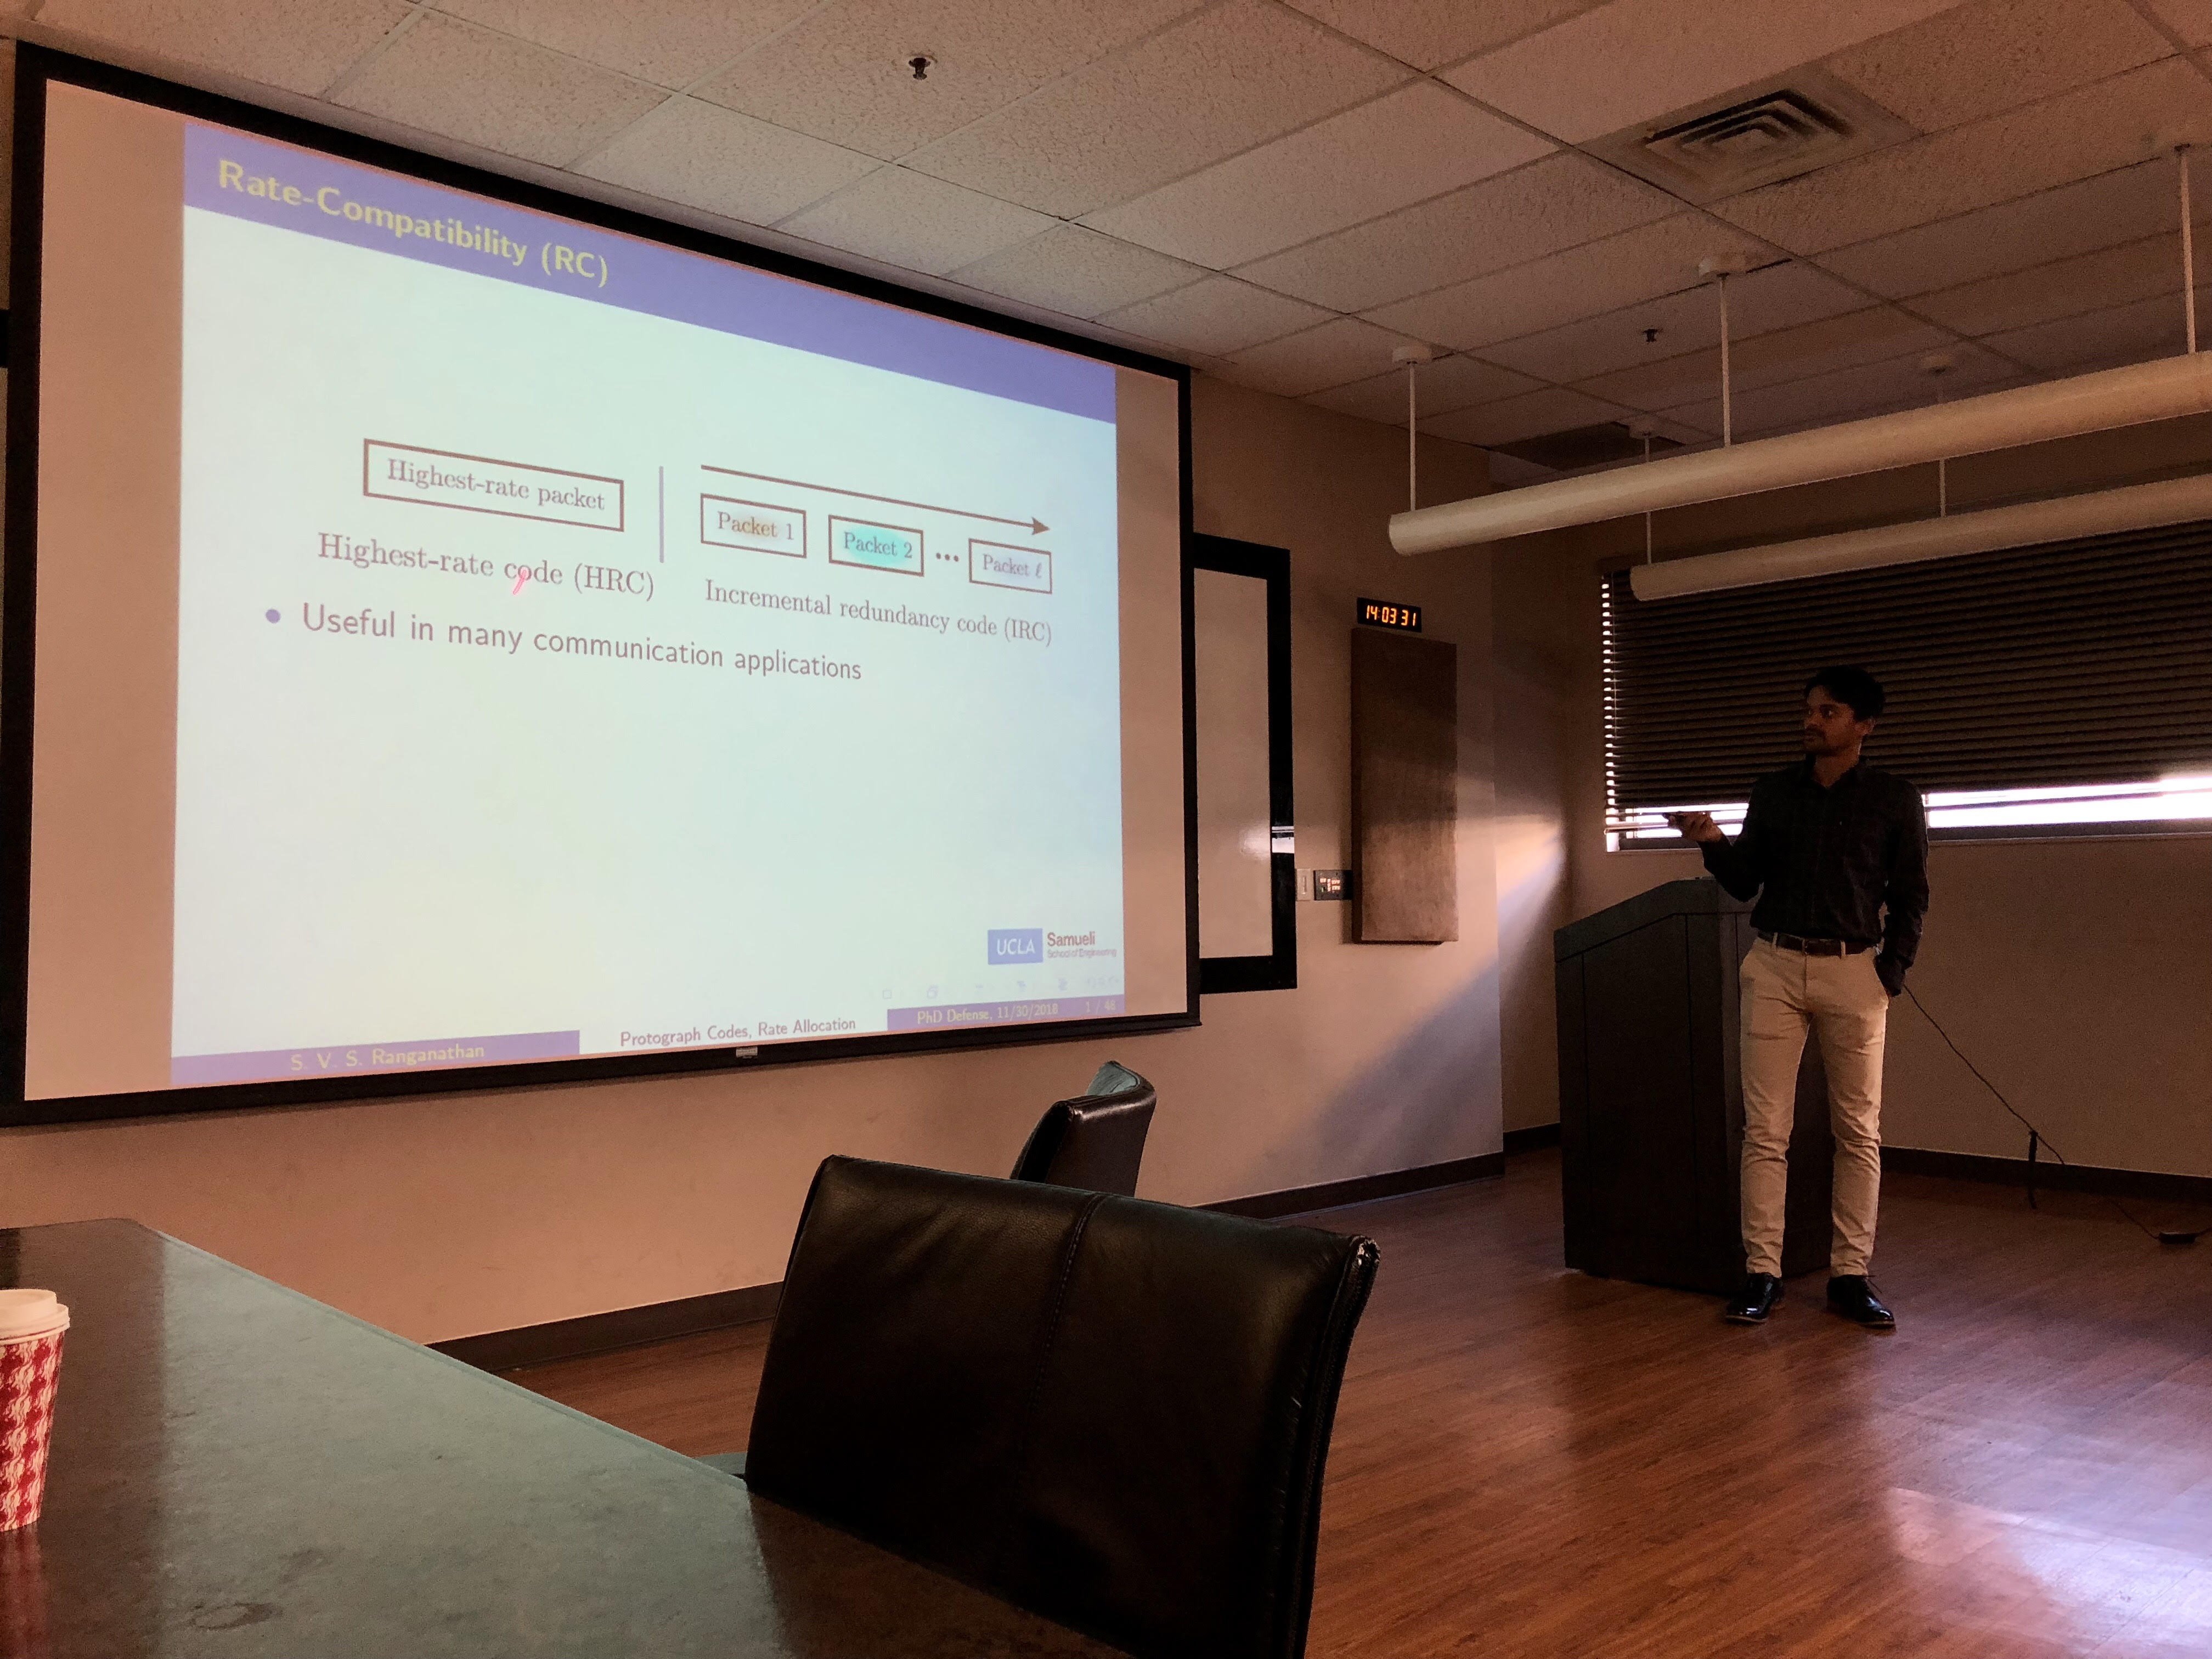 Rate-Compatibility (RC)
Highest-rate packet
Packet 1
Packet 2
...
Packet ℓ
Highest-rate code (HRC)
Incremental redundancy code (IRC)
• Useful in many communication applications
UCLA
Samueli
School of Engineering
S. V. S. Ranganathan
Protograph Codes, Rate Allocation
PhD Defense, 11/30/2018
1 / 48
14:03 31